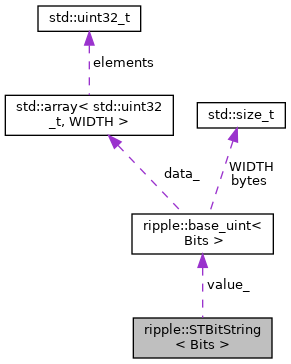 std::uint32_t
elements
std::array< std::uint32
_t, WIDTH >
std::size_t
data_
WIDTH
bytes
ripple::base_uint<
Bits >
value_
ripple::STBitString
< Bits >